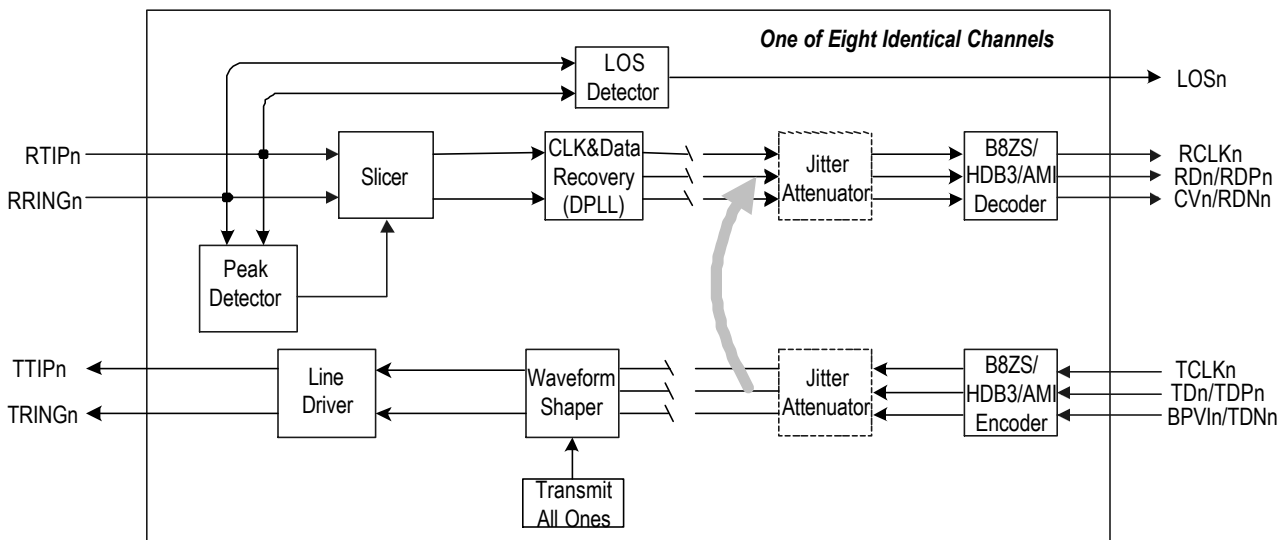 One of Eight Identical Channels
LOS
Detector
LOSn
RTIPn
RRINGn
Slicer
CLK&Data
Recovery
(DPLL)
Jitter
Attenuator
B8ZS/
HDB3/AMI
Decoder
RCLKn
RDn/RDPn
CVn/RDNn
Peak
Detector
TTIPn
TRINGn
Line
Driver
Waveform
Shaper
Jitter
Attenuator
B8ZS/
HDB3/AMI
Encoder
TCLKn
TDn/TDPn
BPVIn/TDNn
Transmit
All Ones